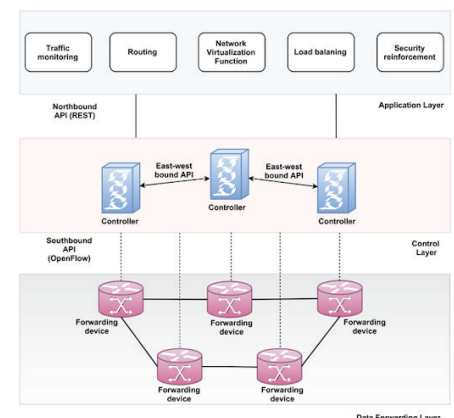 Traffic
monitoring
Routing
Network
Virtualization
Function
Load balaning
Security
reinforcement
Northbound
API (REST)
Application Layer
East-west
bound API
East-west
bound API
Controller
Controller
Controller
Southbound
API
(OpenFlow)
Control
Layer
Forwarding
device
Forwarding
device
Forwarding
device
Forwarding
device
Forwarding
device
Data Forwarding Layer